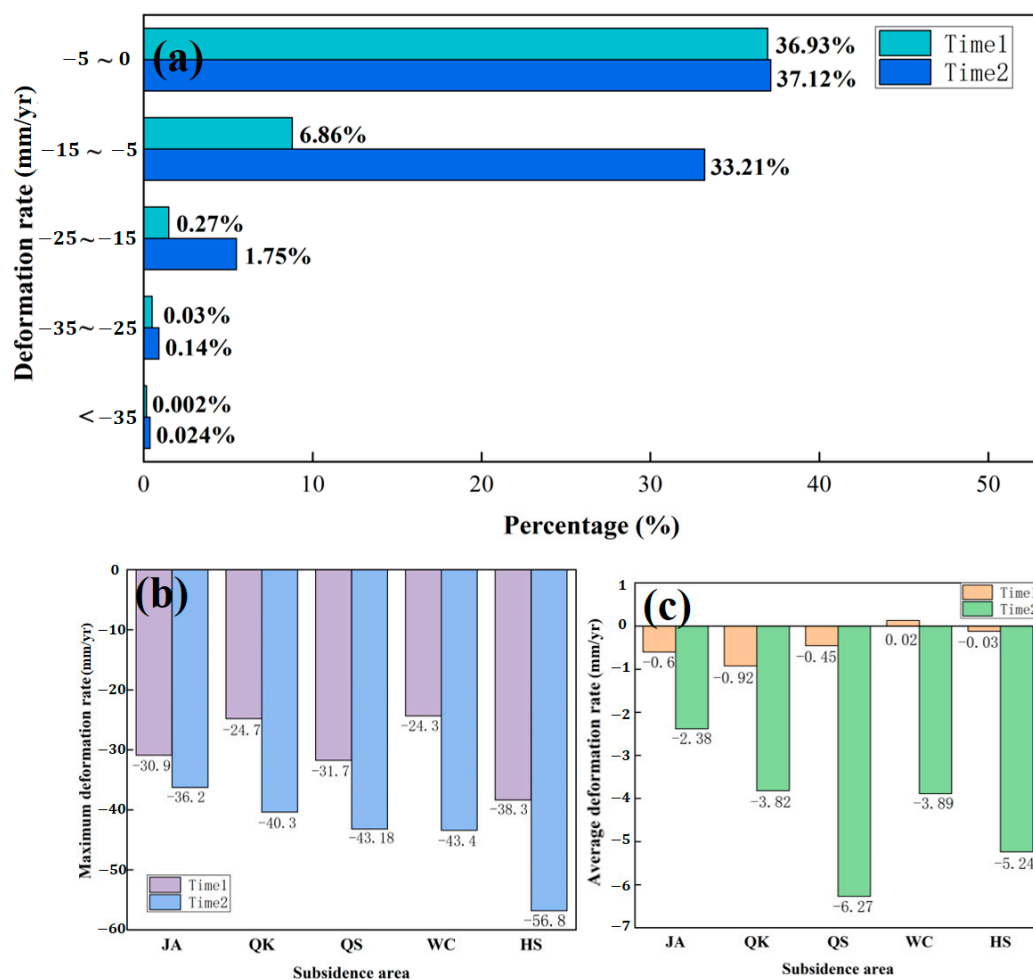 (a)
Time1
Time2
Deformation rate (mm/yr)
−5 ~ 0
−15 ~ −5
−25 ~ −15
−35 ~ −25
< −35
36.93%
37.12%
6.86%
33.21%
0.27%
1.75%
0.03%
0.14%
0.002%
0.024%
0 10 20 30 40 50
Percentage (%)
(b)
Maximum deformation rate (mm/yr)
0
−10
−20
−30
−40
−50
−60
−30.9
−36.2
−24.7
−40.3
−31.7
−43.18
−24.3
−43.4
−38.3
−56.8
Time1
Time2
JA QK QS WC HS
Subsidence area
(c)
Time1
Time2
Average deformation rate (mm/yr)
1
0
−1
−2
−3
−4
−5
−6
−7
−0.6
−2.38
−0.92
−3.82
−0.45
−6.27
0.02
−3.89
−0.03
−5.24
JA QK QS WC HS
Subsidence area